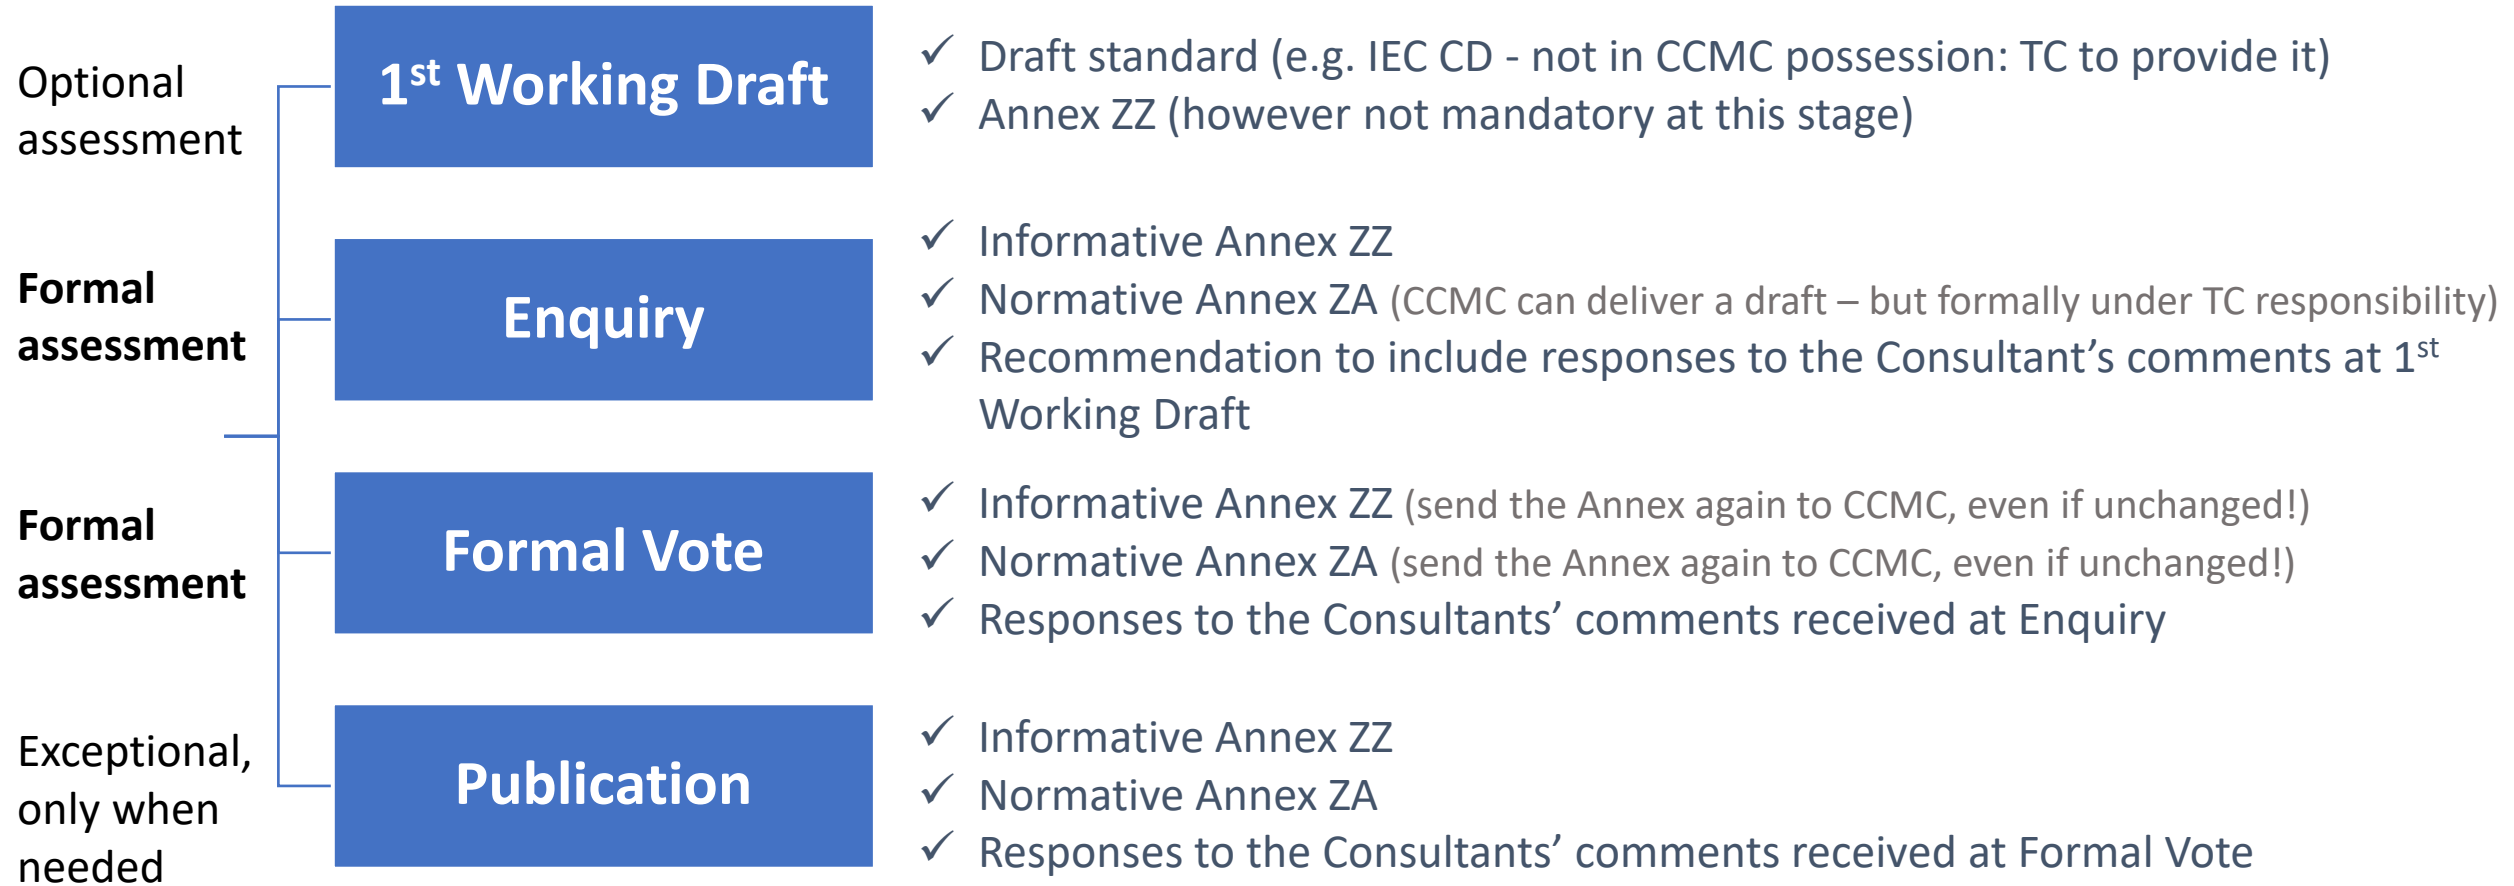 Optional
assessment
1st Working Draft
✓ Draft standard (e.g. IEC CD - not in CCMC possession: TC to provide it)
✓ Annex ZZ (however not mandatory at this stage)
Formal
assessment
Enquiry
✓ Informative Annex ZZ
✓ Normative Annex ZA (CCMC can deliver a draft – but formally under TC responsibility)
✓ Recommendation to include responses to the Consultant’s comments at 1st
Working Draft
Formal
assessment
Formal Vote
✓ Informative Annex ZZ (send the Annex again to CCMC, even if unchanged!)
✓ Normative Annex ZA (send the Annex again to CCMC, even if unchanged!)
✓ Responses to the Consultants’ comments received at Enquiry
Exceptional,
only when
needed
Publication
✓ Informative Annex ZZ
✓ Normative Annex ZA
✓ Responses to the Consultants’ comments received at Formal Vote